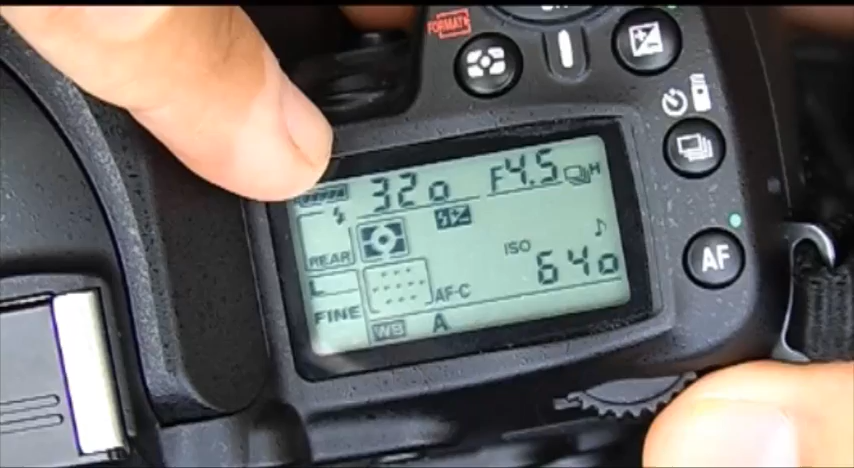 FORMAT
320 F4.5 H
REAR
ISO 640
L
FINE AF-C
WB A
AF